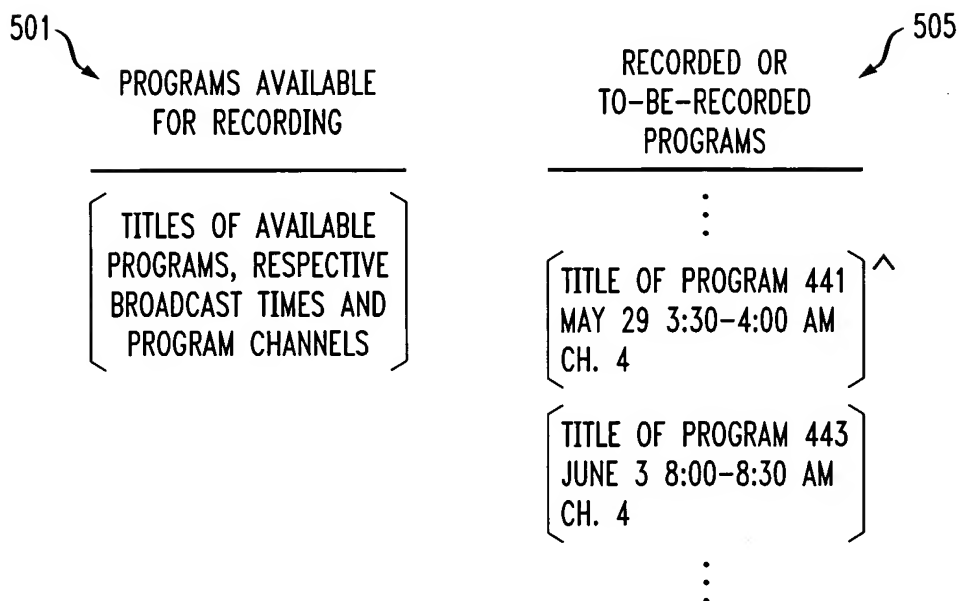 501
PROGRAMS AVAILABLE
FOR RECORDING
TITLES OF AVAILABLE
PROGRAMS, RESPECTIVE
BROADCAST TIMES AND
PROGRAM CHANNELS
505
RECORDED OR
TO-BE-RECORDED
PROGRAMS
TITLE OF PROGRAM 441 ^
MAY 29 3:30-4:00 AM
CH. 4
TITLE OF PROGRAM 443
JUNE 3 8:00-8:30 AM
CH. 4